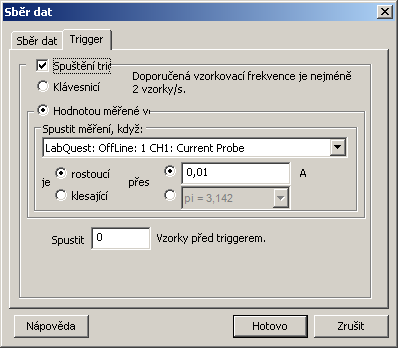 Sběr dat
Sběr dat Trigger
Spuštění trig
Doporučená vzorkovací frekvence je nejméně
2 vzorky/s.
Klávesnicí
Hodnotou měřené ve
Spustit měření, když:
LabQuest: OffLine: 1 CH1: Current Probe
je rostoucí přes 0,01 A
klesající pi = 3,142
Spustit 0 Vzorky před triggerem.
Nápověda Hotovo Zrušit